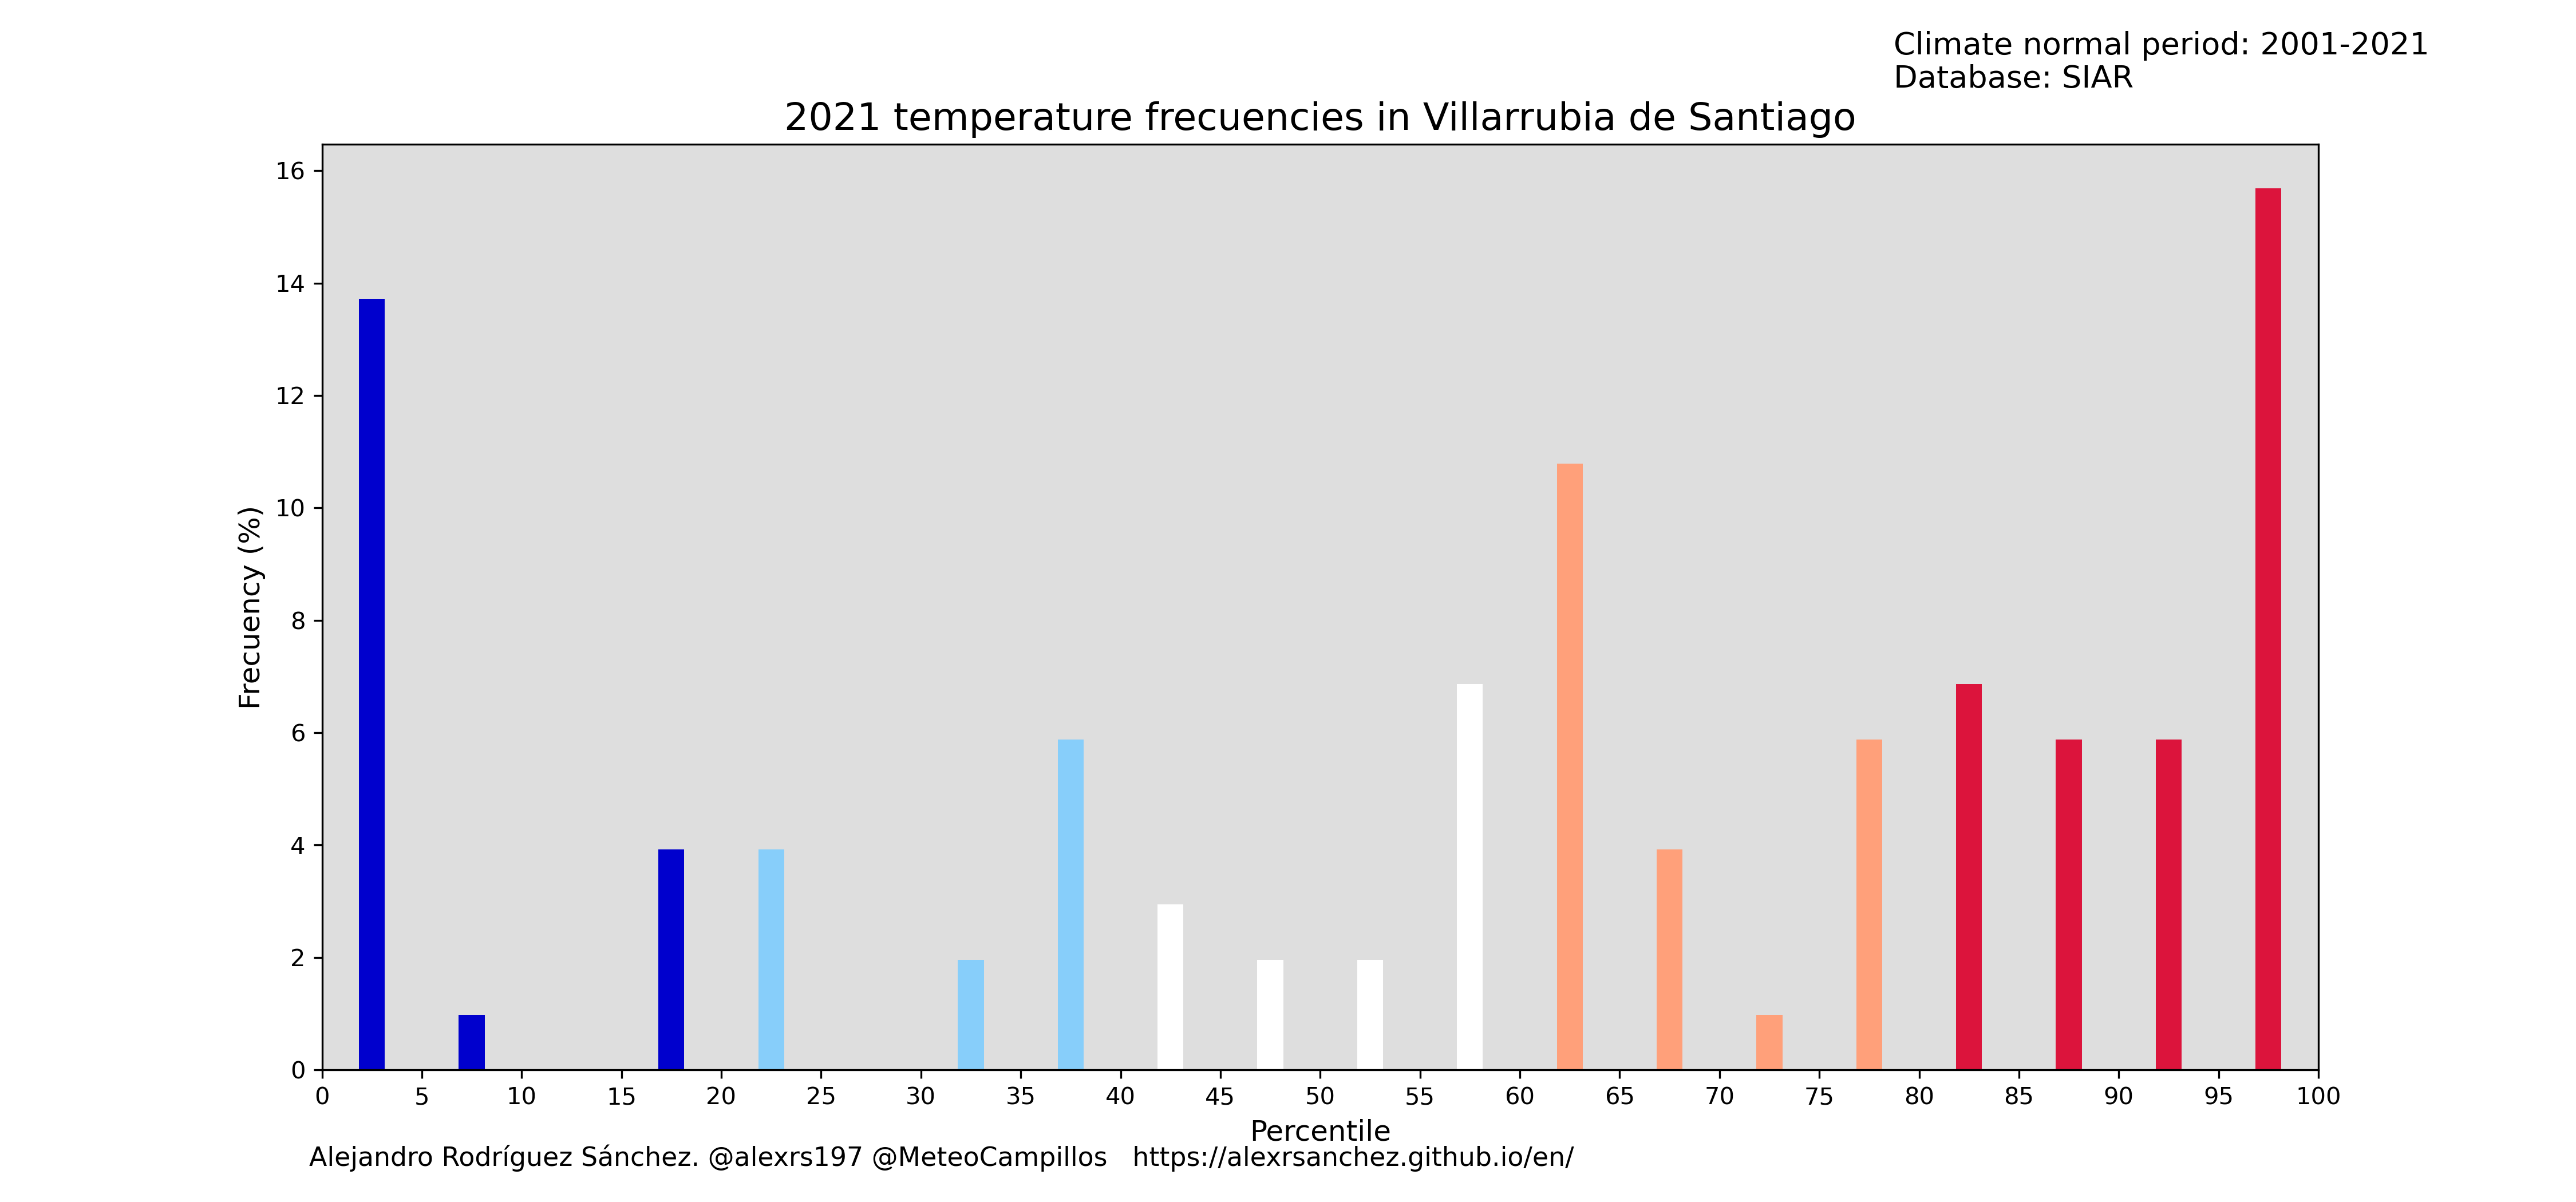 Climate normal period: 2001-2021
Database: SIAR
2021 temperature frecuencies in Villarrubia de Santiago
16
14
12
10
8
6
4
2
0
Frecuency (%)
0 5 10 15 20 25 30 35 40 45 50 55 60 65 70 75 80 85 90 95 100
Percentile
Alejandro Rodríguez Sánchez. @alexrs197 @MeteoCampillos https://alexrsanchez.github.io/en/